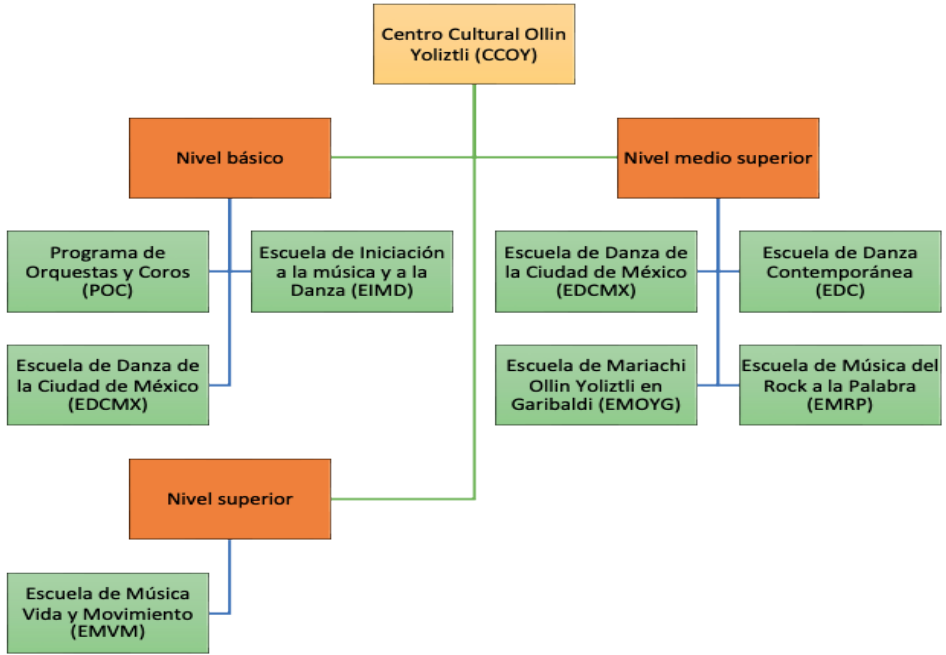 Centro Cultural Ollin
Yoliztli (CCOY)
Nivel básico
Nivel medio superior
Programa de
Orquestas y Coros
(POC)
Escuela de Iniciación
a la música y a la
Danza (EIMD)
Escuela de Danza de
la Ciudad de México
(EDCMX)
Escuela de Danza de
la Ciudad de México
(EDCMX)
Escuela de Danza
Contemporánea
(EDC)
Escuela de Mariachi
Ollin Yoliztli en
Garibaldi (EMOYG)
Escuela de Música del
Rock a la Palabra
(EMRP)
Nivel superior
Escuela de Música
Vida y Movimiento
(EMVM)